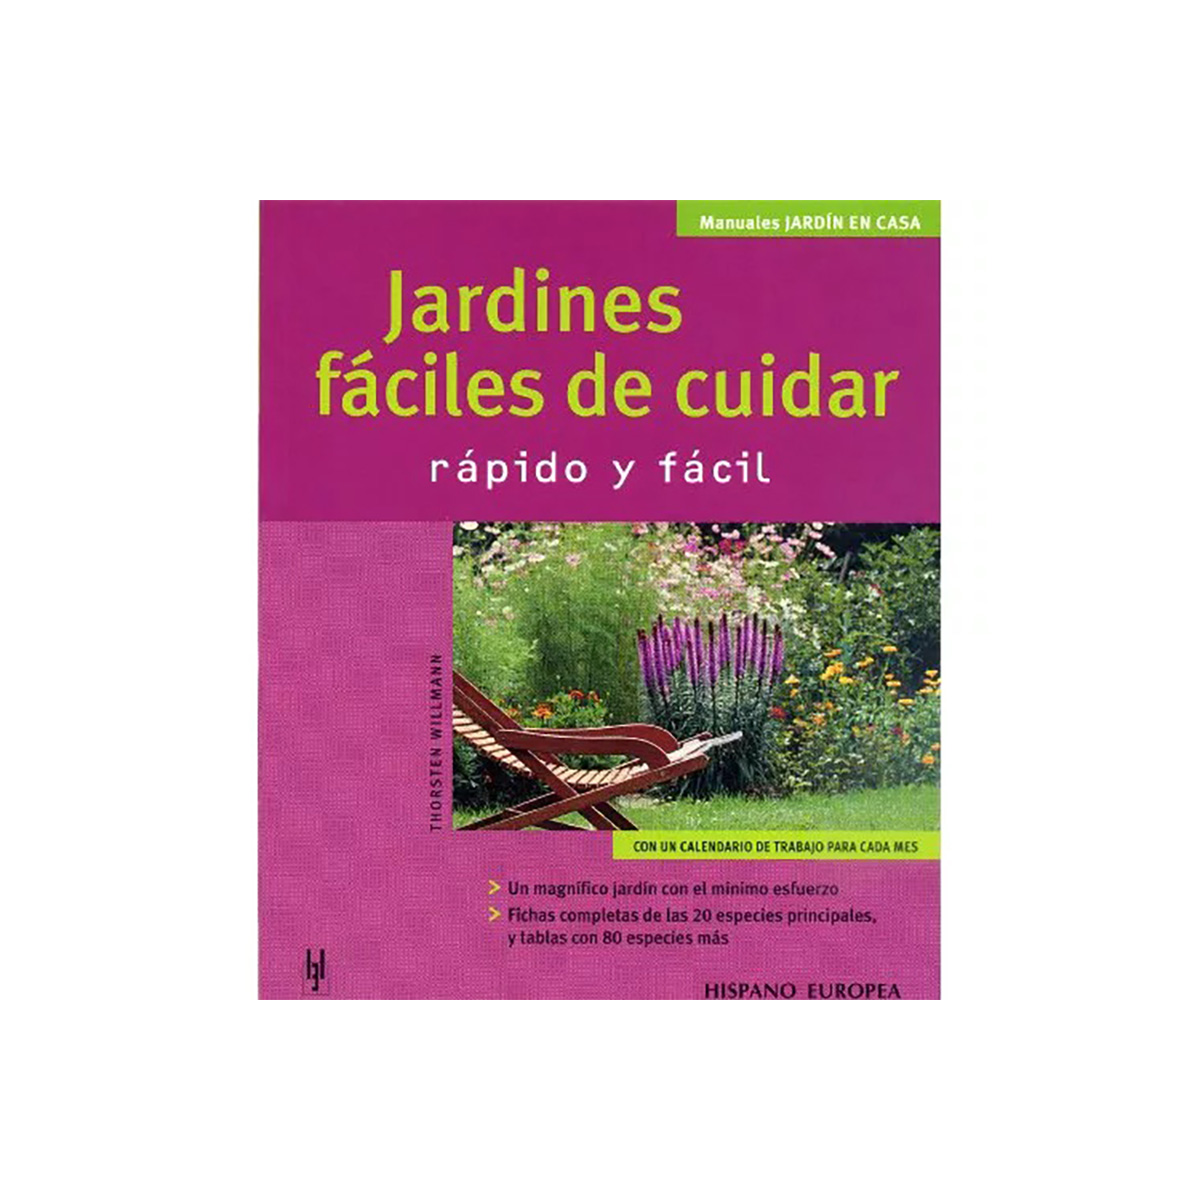 Manuales JARDÍN EN CASA
Jardines
fáciles de cuidar
rápido y fácil
THORSTEN WILLMANN
CON UN CALENDARIO DE TRABAJO PARA CADA MES
> Un magnífico jardín con el mínimo esfuerzo
> Fichas completas de las 20 especies principales,
y tablas con 80 especies más
HISPANO EUROPEA